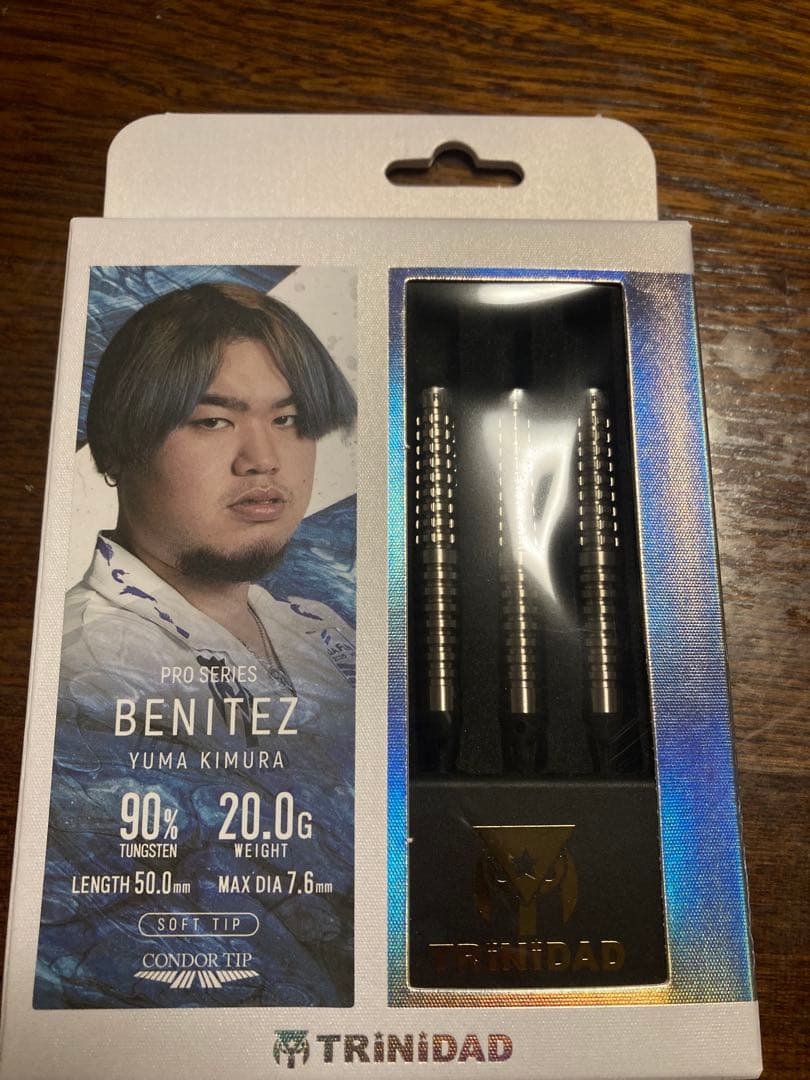 PRO SERIES
BENITEZ
YUMA KIMURA
90% 20.0G
TUNGSTEN WEIGHT
LENGTH 50.0mm MAX DIA 7.6mm
SOFT TIP
CONDOR TIP
TRiNiDAD
TRiNiDAD